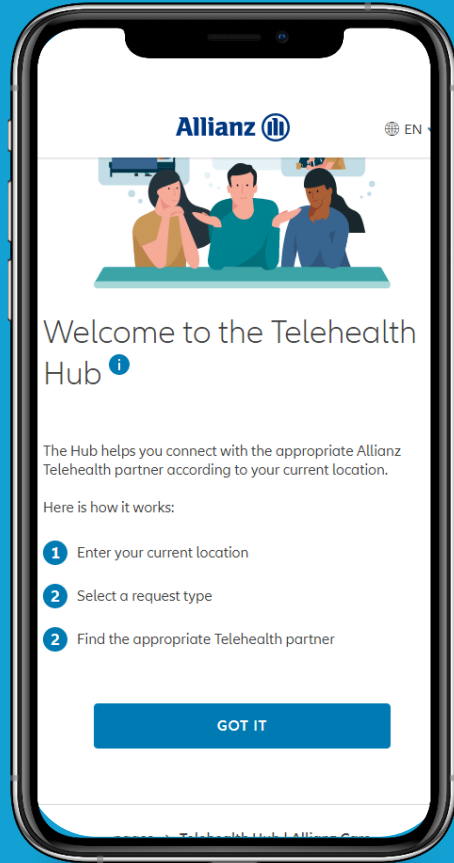 Allianz
EN
Welcome to the Telehealth
Hub i
The Hub helps you connect with the appropriate Allianz
Telehealth partner according to your current location.
Here is how it works:
1 Enter your current location
2 Select a request type
2 Find the appropriate Telehealth partner
GOT IT
pages > Telehealth Hub | Allianz Care